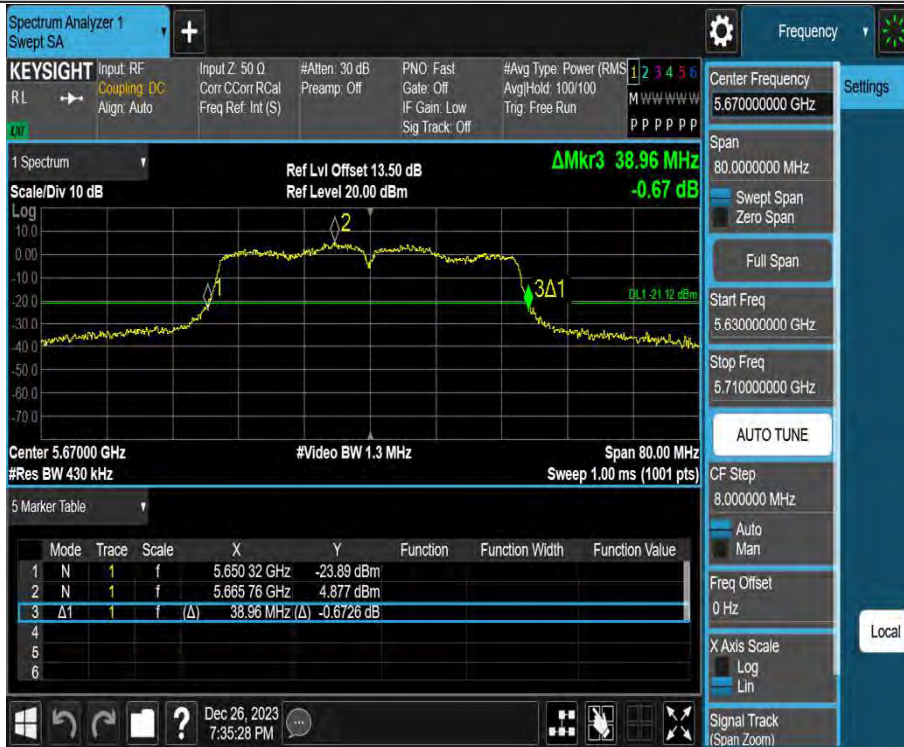 Spectrum Analyzer 1
Swept SA
+
Frequency
KEYSIGHT
RL
LXI
Input: RF
Coupling: DC
Align: Auto
Input Z: 50 Ω
Corr CCorr RCal
Freq Ref: Int (S)
#Atten: 30 dB
Preamp: Off
PNO: Fast
Gate: Off
IF Gain: Low
Sig Track: Off
#Avg Type: Power (RMS
Avg|Hold: 100/100
Trig: Free Run
1 2 3 4 5 6
M W W W W W
P P P P P P
Center Frequency
5.670000000 GHz
Settings
Span
80.0000000 MHz
Swept Span
Zero Span
Full Span
Start Freq
5.630000000 GHz
Stop Freq
5.710000000 GHz
AUTO TUNE
CF Step
8.000000 MHz
Auto
Man
Freq Offset
0 Hz
X Axis Scale
Log
Lin
Signal Track
(Span Zoom)
Local
1 Spectrum
Scale/Div 10 dB
Ref Lvl Offset 13.50 dB
Ref Level 20.00 dBm
ΔMkr3 38.96 MHz
-0.67 dB
Log
10.0
0.00
-10.0
-20.0
-30.0
-40.0
-50.0
-60.0
-70.0
1
2
3Δ1
DL1 -21.12 dBm
Center 5.67000 GHz
#Video BW 1.3 MHz
Span 80.00 MHz
#Res BW 430 kHz
Sweep 1.00 ms (1001 pts)
5 Marker Table
Mode Trace Scale X Y Function Function Width Function Value
1 N 1 f 5.650 32 GHz -23.89 dBm
2 N 1 f 5.665 76 GHz 4.877 dBm
3 Δ1 1 f (Δ) 38.96 MHz (Δ) -0.6726 dB
4
5
6
?
Dec 26, 2023
7:35:28 PM